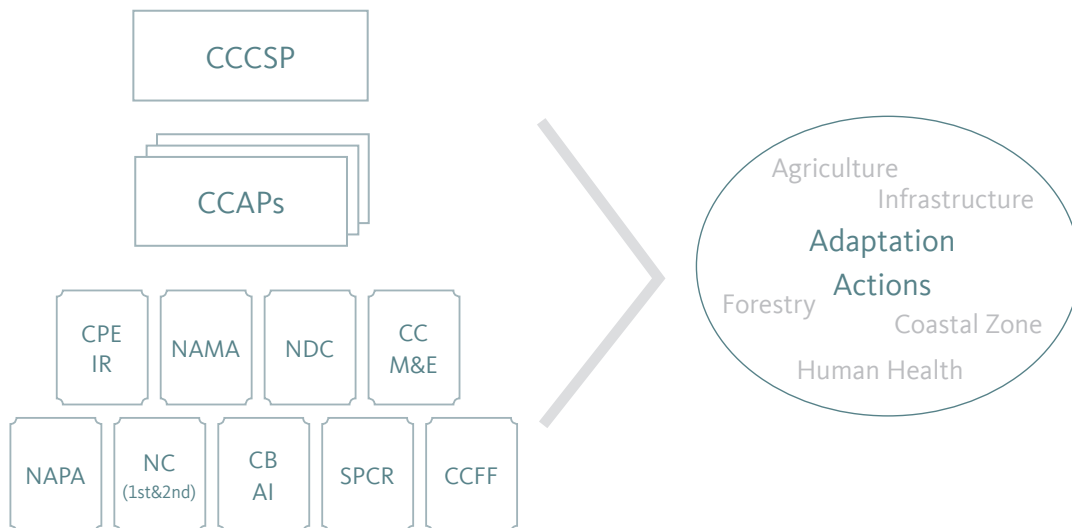 CCCSP
CCAPs
CPE
IR
NAMA
NDC
CC
M&E
NAPA
NC
(1st&2nd)
CB
AI
SPCR
CCFF
Agriculture
Infrastructure
Adaptation
Actions
Forestry
Coastal Zone
Human Health